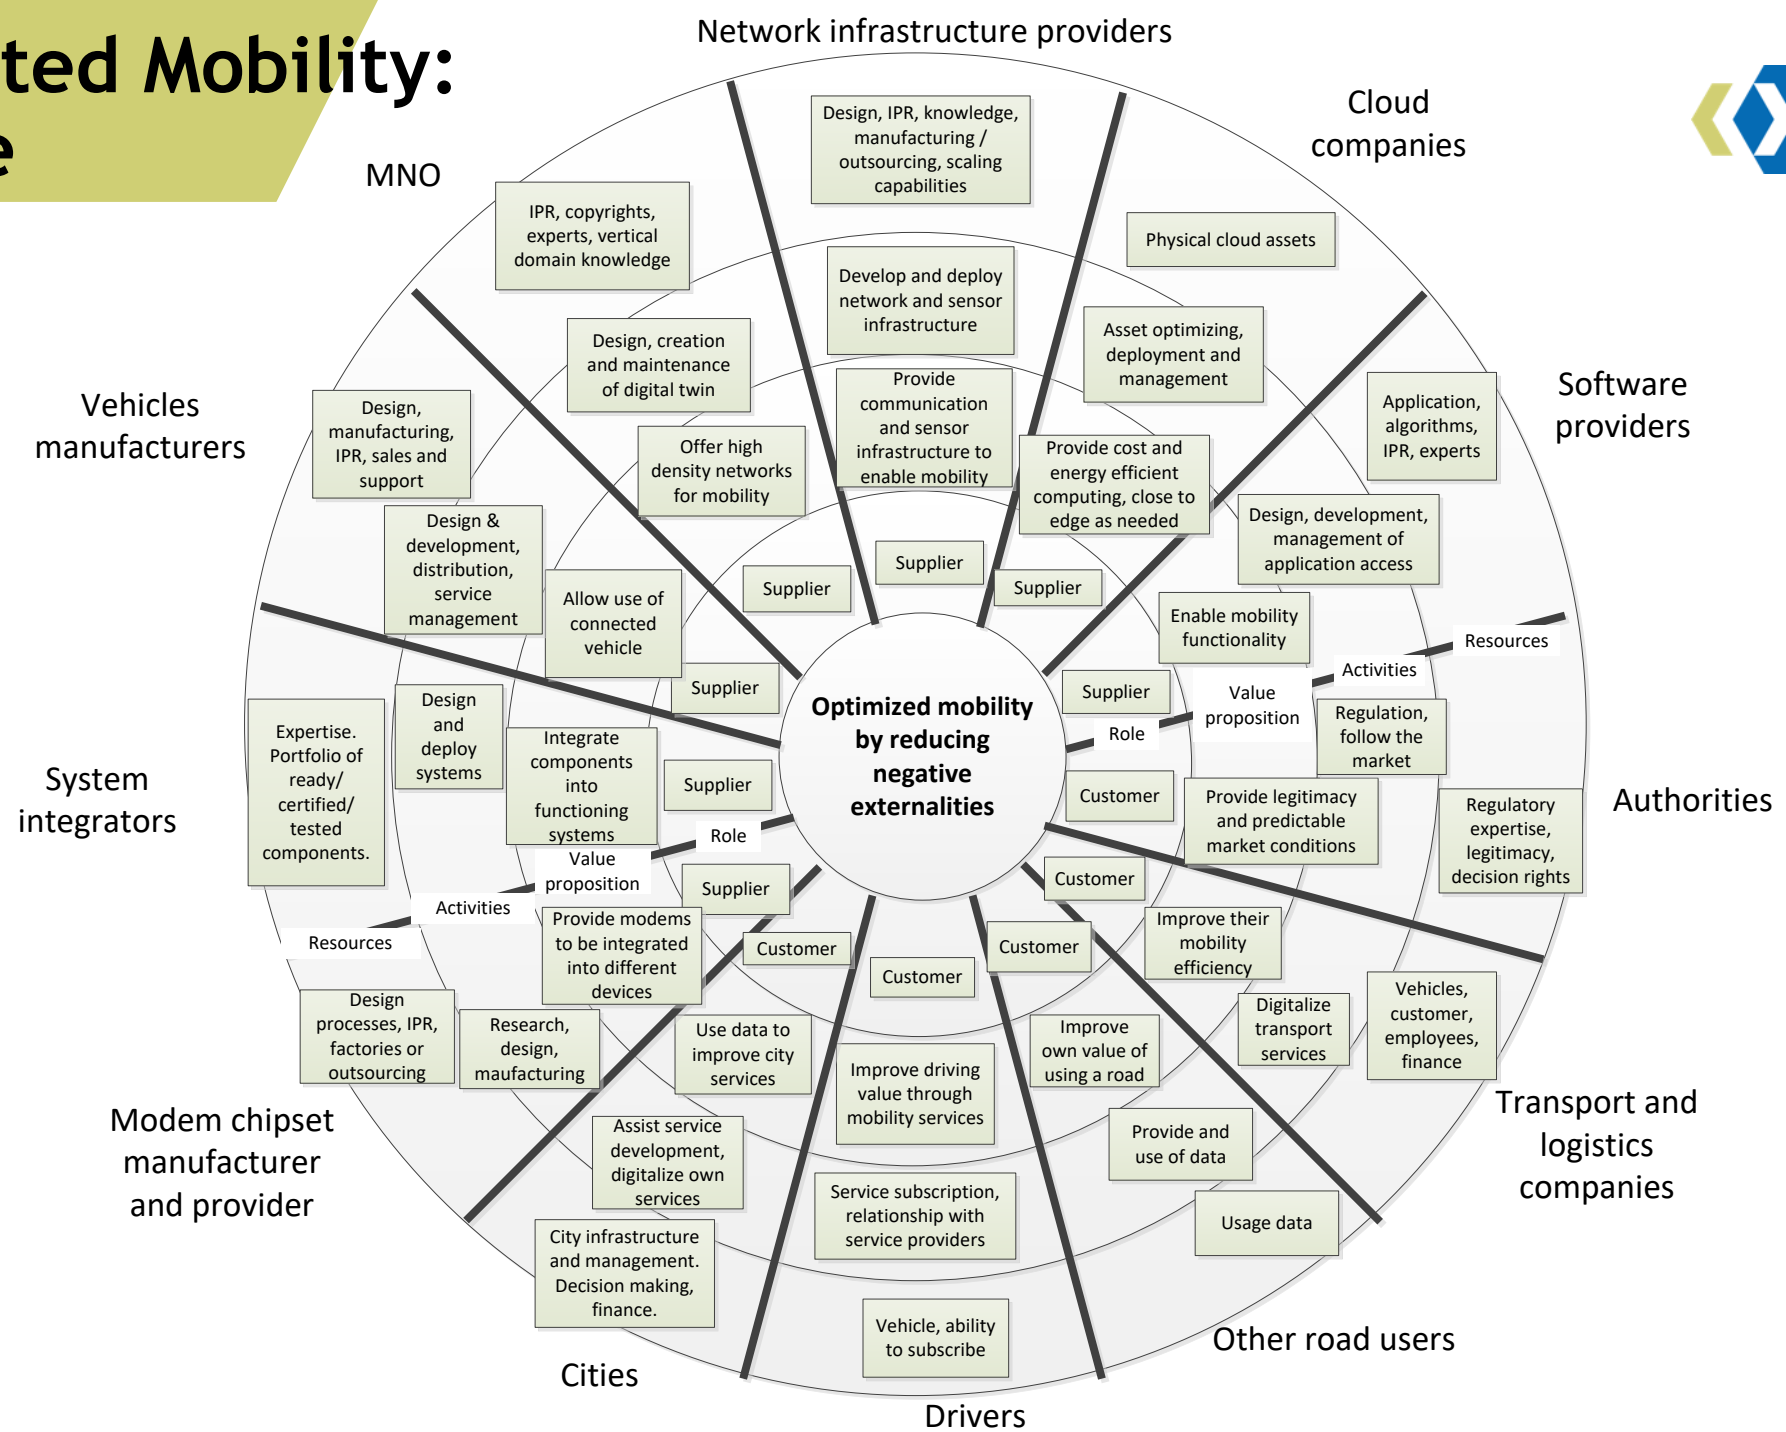 ted Mobility:
e
Network infrastructure providers
Design, IPR, knowledge,
manufacturing /
outsourcing, scaling
capabilities
Develop and deploy
network and sensor
infrastructure
Provide
communication
and sensor
infrastructure to
enable mobility
Supplier
Cloud
companies
Physical cloud assets
Asset optimizing,
deployment and
management
Provide cost and
energy efficient
computing, close to
edge as needed
Supplier
Software
providers
Application,
algorithms,
IPR, experts
Design, development,
management of
application access
Enable mobility
functionality
Supplier
Resources
Activities
Value
proposition
Role
Authorities
Regulatory
expertise,
legitimacy,
decision rights
Regulation,
follow the
market
Provide legitimacy
and predictable
market conditions
Customer
Transport and
logistics
companies
Vehicles,
customer,
employees,
finance
Digitalize
transport
services
Improve their
mobility
efficiency
Customer
Other road users
Usage data
Provide and
use of data
Improve
own value of
using a road
Customer
Drivers
Vehicle, ability
to subscribe
Service subscription,
relationship with
service providers
Improve driving
value through
mobility services
Customer
Cities
City infrastructure
and management.
Decision making,
finance.
Assist service
development,
digitalize own
services
Use data to
improve city
services
Customer
Modem chipset
manufacturer
and provider
Design
processes, IPR,
factories or
outsourcing
Research,
design,
maufacturing
Provide modems
to be integrated
into different
devices
Supplier
Resources
Activities
Value
proposition
Role
System
integrators
Expertise.
Portfolio of
ready/
certified/
tested
components.
Design
and
deploy
systems
Integrate
components
into
functioning
systems
Supplier
Vehicles
manufacturers
Design,
manufacturing,
IPR, sales and
support
Design &
development,
distribution,
service
management
Allow use of
connected
vehicle
Supplier
MNO
IPR, copyrights,
experts, vertical
domain knowledge
Design, creation
and maintenance
of digital twin
Offer high
density networks
for mobility
Supplier
Optimized mobility
by reducing
negative
externalities